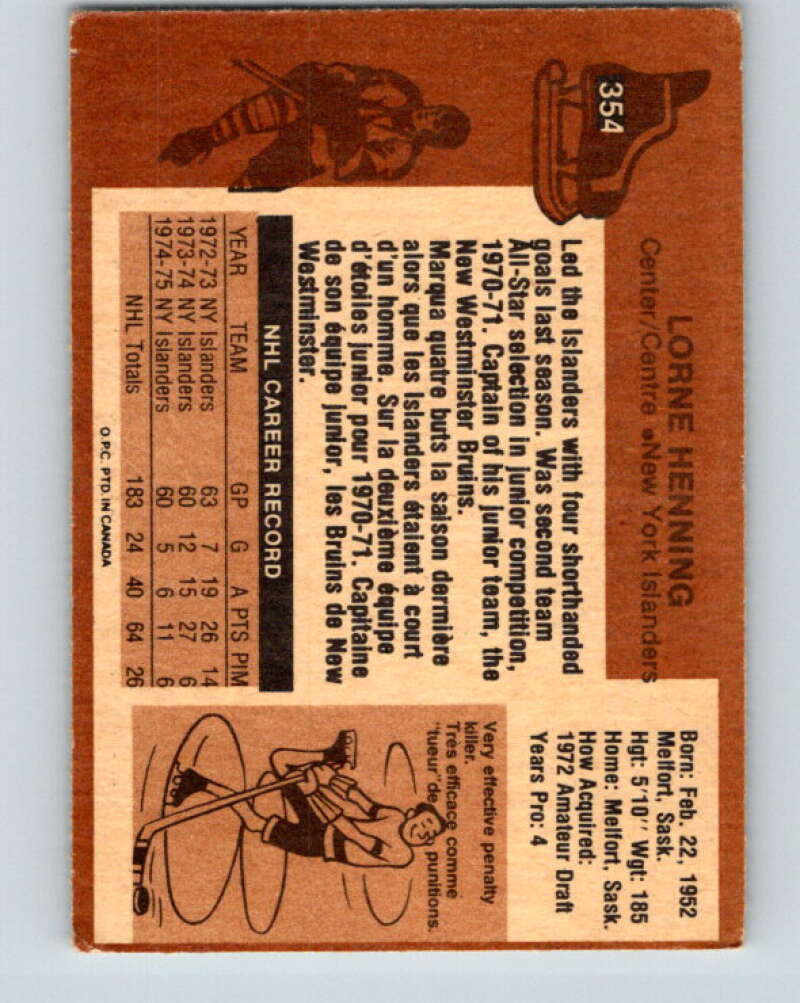 354
LORNE HENNING
Center/Centre •New York Islanders
Born: Feb. 22, 1952
Melfort, Sask.
Hgt: 5'10'' Wgt: 185
Home: Melfort, Sask.
How Acquired:
1972 Amateur Draft
Years Pro: 4
Led the Islanders with four shorthanded
goals last season. Was second team
All-Star selection in junior competition,
1970-71. Captain of his junior team, the
New Westminster Bruins.
Marqua quatre buts la saison dermière
alors que les Islanders étaient à court
d'un homme. Sur la deuxième équipe
d'étoiles junior pour 1970-71. Capitaine
de son équipe junior, les Bruins de New
Westminster.
NHL CAREER RECORD
YEAR TEAM GP G A PTS PIM
1972-73 NY Islanders 63 7 19 26 14
1973-74 NY Islanders 60 12 15 27 6
1974-75 NY Islanders 60 5 6 11 6
NHL Totals 183 24 40 64 26
O.P.C. PTD. IN CANADA
Very effective penalty
killer.
Très efficace comme
"tueur" de punitions.